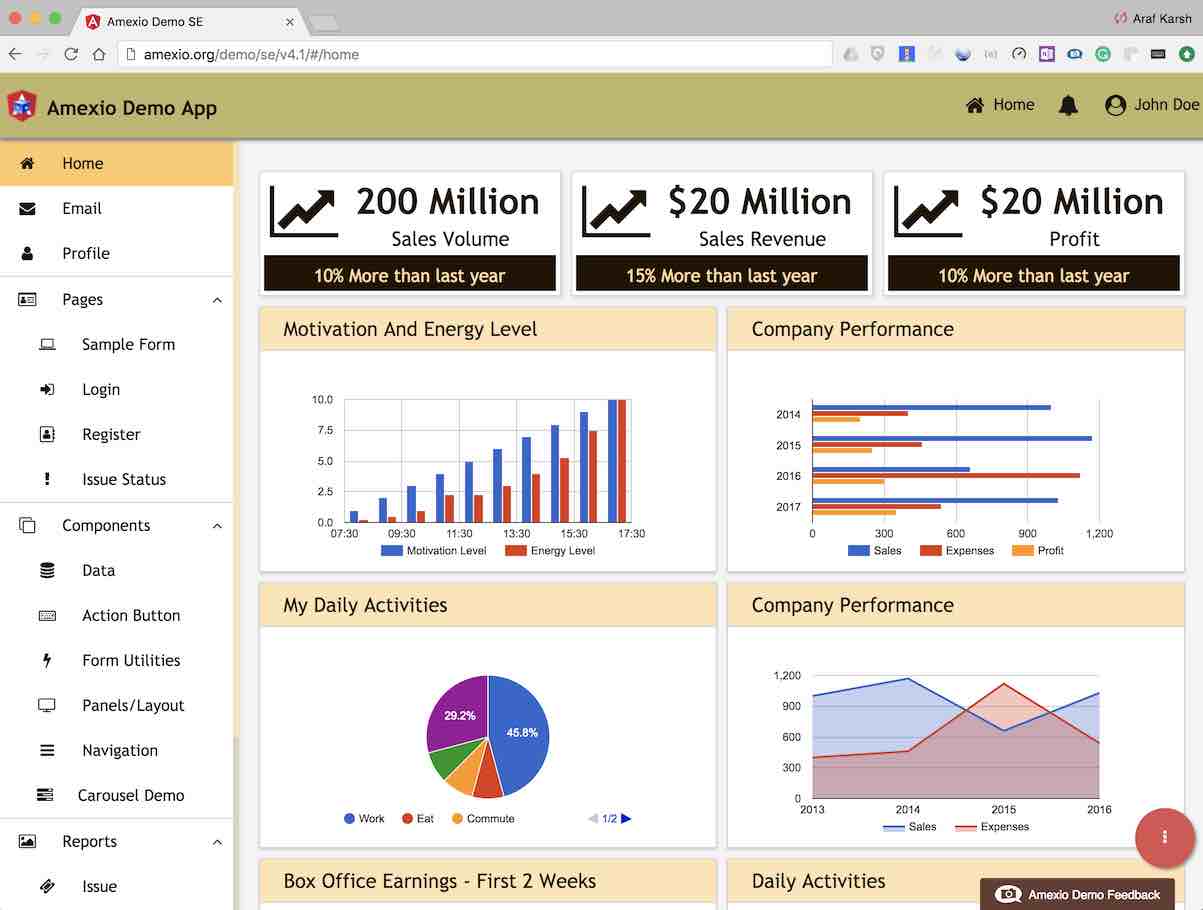 Amexio Demo SE
Araf Karsh
amexio.org/demo/se/v4.1/#/home
Amexio Demo App
Home
John Doe
Home
Email
Profile
Pages
Sample Form
Login
Register
Issue Status
Components
Data
Action Button
Form Utilities
Panels/Layout
Navigation
Carousel Demo
Reports
Issue
200 Million
Sales Volume
10% More than last year
$20 Million
Sales Revenue
15% More than last year
$20 Million
Profit
10% More than last year
Motivation And Energy Level
10.0
7.5
5.0
2.5
0.0
07:30 09:30 11:30 13:30 15:30 17:30
Motivation Level Energy Level
Company Performance
2014
2015
2016
2017
0 300 600 900 1,200
Sales Expenses Profit
My Daily Activities
29.2%
45.8%
Work Eat Commute 1/2
Company Performance
1,200
900
600
300
0
2013 2014 2015 2016
Sales Expenses
Box Office Earnings - First 2 Weeks
Daily Activities
Amexio Demo Feedback